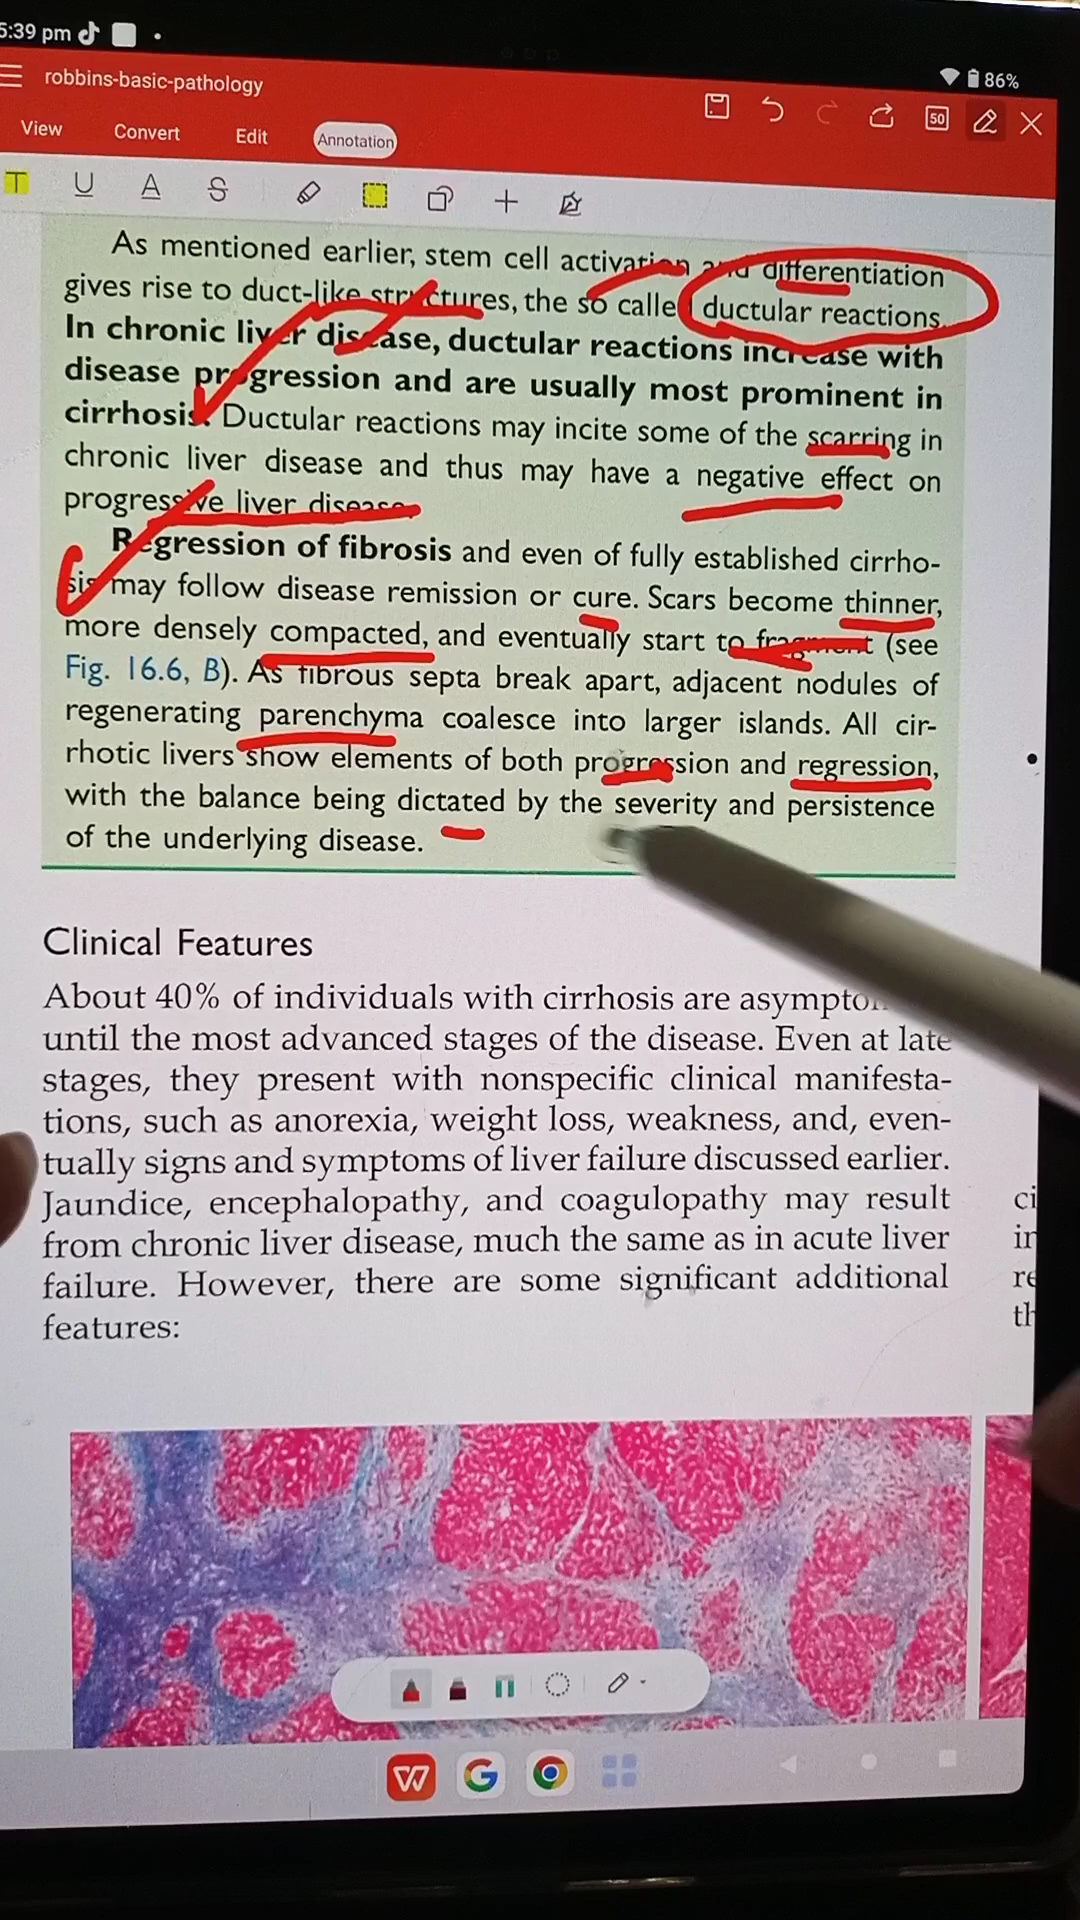 5:39 pm
86%
robbins-basic-pathology
50
View Convert Edit Annotation
T U A S
As mentioned earlier, stem cell activation and differentiation
gives rise to duct-like structures, the so called ductular reactions.
In chronic liver disease, ductular reactions increase with
disease progression and are usually most prominent in
cirrhosis. Ductular reactions may incite some of the scarring in
chronic liver disease and thus may have a negative effect on
progressive liver disease.
Regression of fibrosis and even of fully established cirrho-
sis may follow disease remission or cure. Scars become thinner,
more densely compacted, and eventually start to fragment (see
Fig. 16.6, B). As fibrous septa break apart, adjacent nodules of
regenerating parenchyma coalesce into larger islands. All cir-
rhotic livers show elements of both progression and regression,
with the balance being dictated by the severity and persistence
of the underlying disease.
Clinical Features
About 40% of individuals with cirrhosis are
until the most advanced stages of the disease. Even at late
stages, they present with nonspecific clinical manifesta-
tions, such as anorexia, weight loss, weakness, and, even-
tually signs and symptoms of liver failure discussed earlier.
Jaundice, encephalopathy, and coagulopathy may result
from chronic liver disease, much the same as in acute liver
failure. However, there are some significant additional
features:
ci
in
re
th